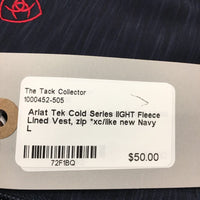 The Tack Collector
1000452-505
Ariat Tek Cold Series lIGHT Fleece
Lined Vest, zip *xc/like new Navy
L
72F1BQ
$50.00